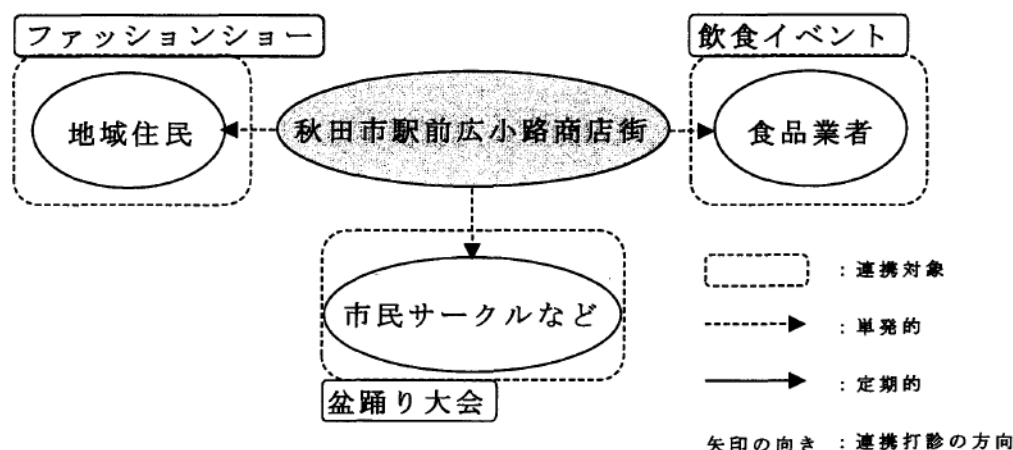 ファッションショー
飲食イベント
地域住民
秋田市駅前広小路商店街
食品業者
市民サークルなど
盆踊り大会
：連携対象
：単発的
：定期的
矢印の向き ：連携打診の方向